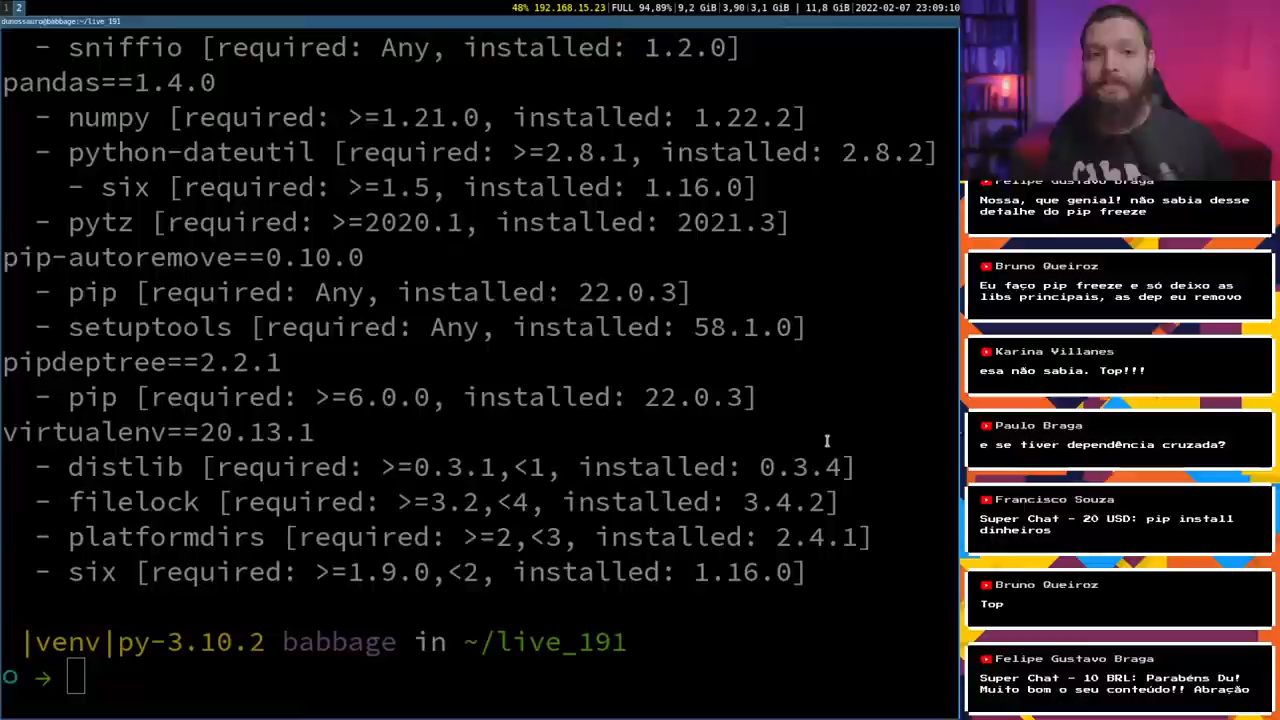 1 2
48% 192.168.15.23|FULL 94,89%|9,2 GiB|3,90|3,1 GiB | 11,8 GiB|2022-02-07 23:09:10
dunossauro@babbage:~/live_191
- sniffio [required: Any, installed: 1.2.0]
pandas==1.4.0
- numpy [required: >=1.21.0, installed: 1.22.2]
- python-dateutil [required: >=2.8.1, installed: 2.8.2]
- six [required: >=1.5, installed: 1.16.0]
- pytz [required: >=2020.1, installed: 2021.3]
pip-autoremove==0.10.0
- pip [required: Any, installed: 22.0.3]
- setuptools [required: Any, installed: 58.1.0]
pipdeptree==2.2.1
- pip [required: >=6.0.0, installed: 22.0.3]
virtualenv==20.13.1
- distlib [required: >=0.3.1,<1, installed: 0.3.4]
- filelock [required: >=3.2,<4, installed: 3.4.2]
- platformdirs [required: >=2,<3, installed: 2.4.1]
- six [required: >=1.9.0,<2, installed: 1.16.0]
|venv|py-3.10.2 babbage in ~/live_191
Felipe Gustavo Braga
Nossa, que genial! não sabia desse
detalhe do pip freeze
Bruno Queiroz
Eu faço pip freeze e só deixo as
libs principais, as dep eu removo
Karina Villanes
esa não sabia. Top!!!
Paulo Braga
e se tiver dependência cruzada?
Francisco Souza
Super Chat - 20 USD: pip install
dinheiros
Bruno Queiroz
Top
Felipe Gustavo Braga
Super Chat - 10 BRL: Parabéns Du!
Muito bom o seu conteúdo!! Abração